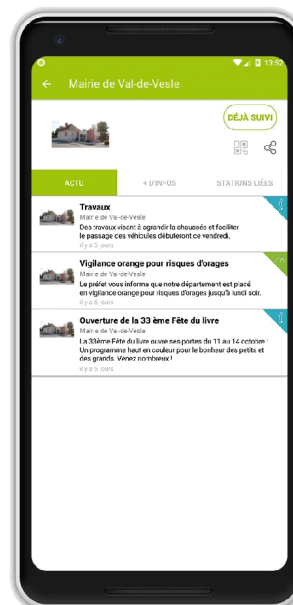 13:52
Mairie de Val-de-Vesle
DÉJÀ SUIVI
ACTU
+ D'INFOS
STATIONS LIÉES
Travaux
Mairie de Val-de-Vesle
Des travaux visant à agrandir la chaussée et faciliter
le passage des véhicules débuteront ce vendredi.
il y a 5 jours
Vigilance orange pour risques d'orages
Mairie de Val-de-Vesle
Le préfet vous informe que notre département est placé
en vigilance orange pour risques d'orages jusqu'à lundi soir.
il y a 5 jours
Ouverture de la 33 ème Fête du livre
Mairie de Val-de-Vesle
La 33ème Fête du livre ouvre ses portes du 11 au 14 octobre !
Un programme haut en couleur pour le bonheur des petits et
des grands. Venez nombreux !
il y a 5 jours